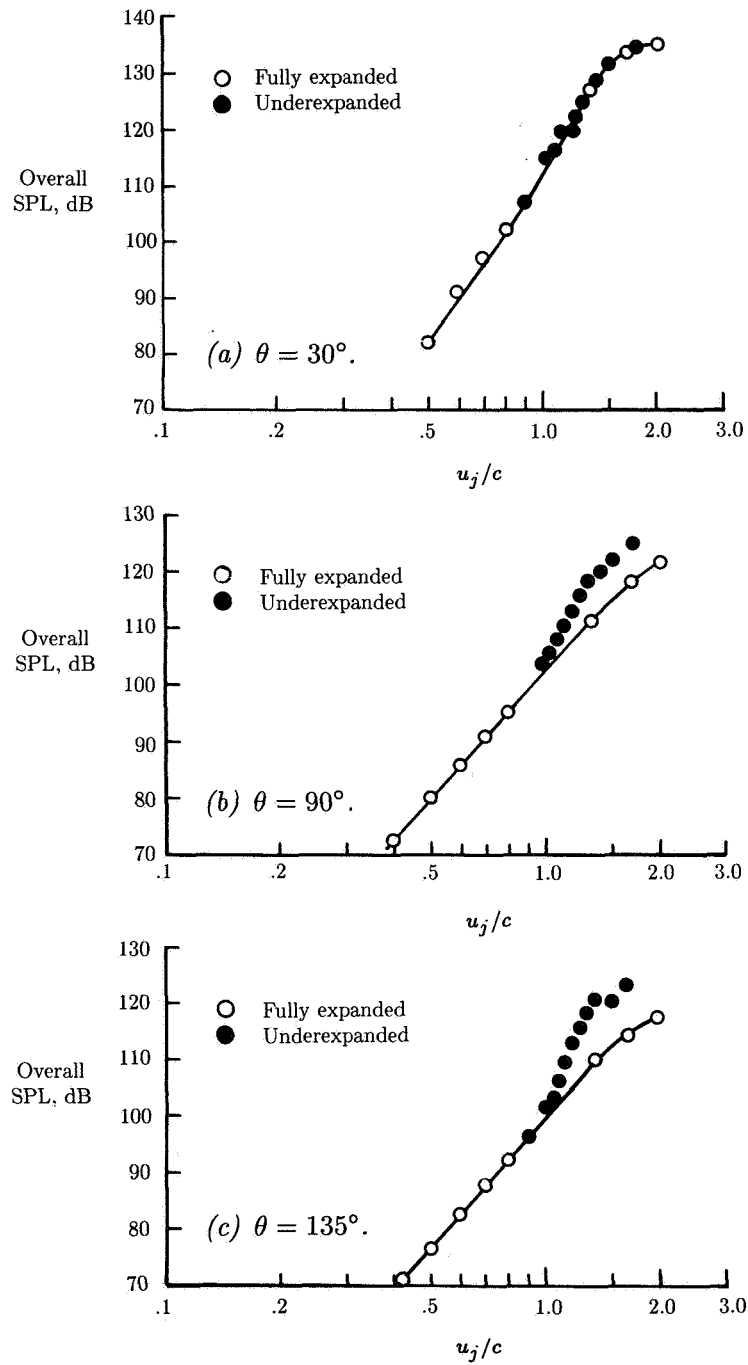 140
130
120
110
100
90
80
70
Overall
SPL, dB
Fully expanded
Underexpanded
(a) θ = 30°.
.1
.2
.5
1.0
2.0
3.0
u_j/c
130
120
110
100
90
80
70
Overall
SPL, dB
Fully expanded
Underexpanded
(b) θ = 90°.
.1
.2
.5
1.0
2.0
3.0
u_j/c
130
120
110
100
90
80
70
Overall
SPL, dB
Fully expanded
Underexpanded
(c) θ = 135°.
.1
.2
.5
1.0
2.0
3.0
u_j/c